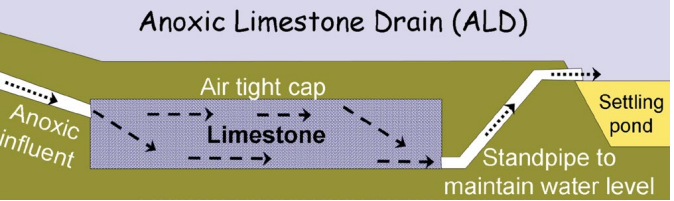 Anoxic Limestone Drain (ALD)
Air tight cap
Anoxic
influent
Limestone
Settling
pond
Standpipe to
maintain water level